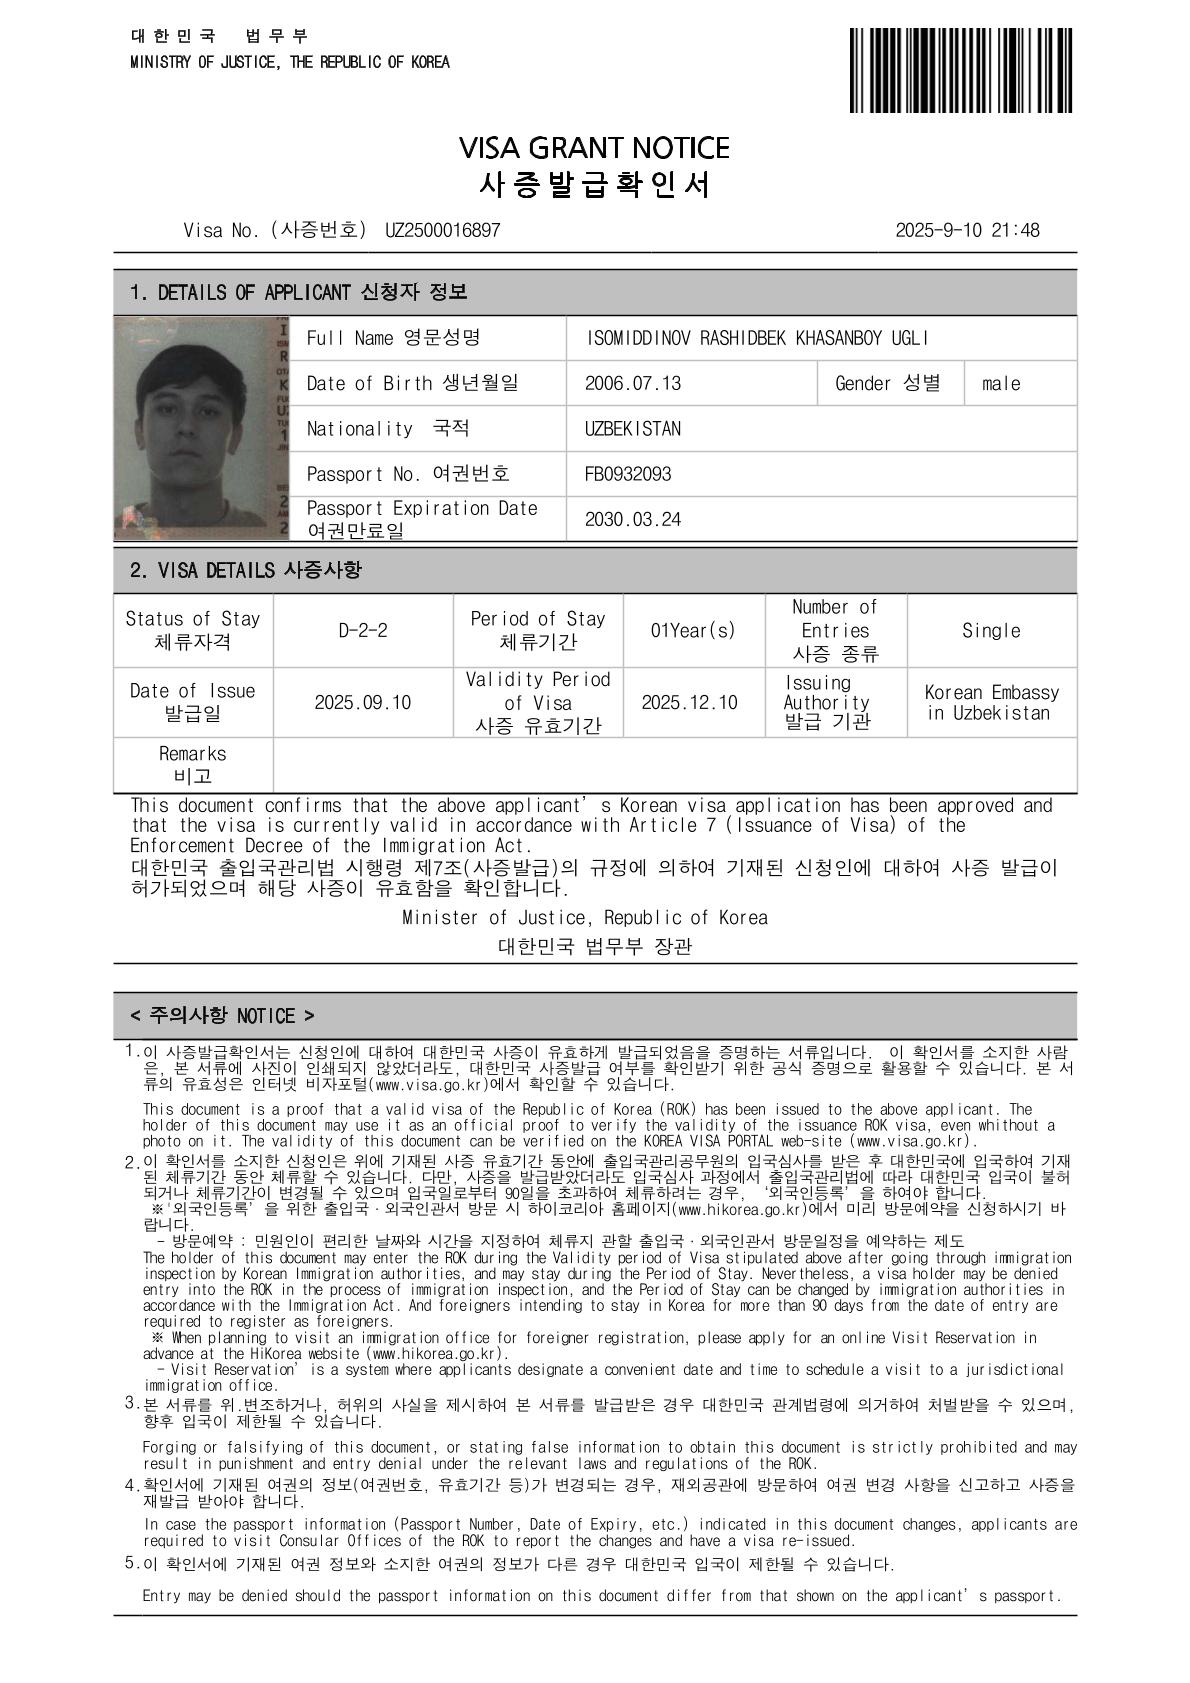 대 한 민 국   법 무 부
MINISTRY OF JUSTICE, THE REPUBLIC OF KOREA
VISA GRANT NOTICE
사 증 발 급 확 인 서
Visa No. (사증번호) UZ2500016897 2025-9-10 21:48
1. DETAILS OF APPLICANT 신청자 정보
Full Name 영문성명 ISOMIDDINOV RASHIDBEK KHASANBOY UGLI
Date of Birth 생년월일 2006.07.13 Gender 성별 male
Nationality 국적 UZBEKISTAN
Passport No. 여권번호 FB0932093
Passport Expiration Date
여권만료일 2030.03.24
2. VISA DETAILS 사증사항
Status of Stay
체류자격
D-2-2
Period of Stay
체류기간
01Year(s)
Number of
Entries
사증 종류
Single
Date of Issue
발급일
2025.09.10
Validity Period
of Visa
사증 유효기간
2025.12.10
Issuing
Authority
발급 기관
Korean Embassy
in Uzbekistan
Remarks
비고
This document confirms that the above applicant’s Korean visa application has been approved and
that the visa is currently valid in accordance with Article 7 (Issuance of Visa) of the
Enforcement Decree of the Immigration Act.
대한민국 출입국관리법 시행령 제7조(사증발급)의 규정에 의하여 기재된 신청인에 대하여 사증 발급이
허가되었으며 해당 사증이 유효함을 확인합니다.
Minister of Justice, Republic of Korea
대한민국 법무부 장관
< 주의사항 NOTICE >
1. 이 사증발급확인서는 신청인에 대하여 대한민국 사증이 유효하게 발급되었음을 증명하는 서류입니다. 이 확인서를 소지한 사람
은, 본 서류에 사진이 인쇄되지 않았더라도, 대한민국 사증발급 여부를 확인받기 위한 공식 증명으로 활용할 수 있습니다. 본 서
류의 유효성은 인터넷 비자포털(www.visa.go.kr)에서 확인할 수 있습니다.
This document is a proof that a valid visa of the Republic of Korea (ROK) has been issued to the above applicant. The
holder of this document may use it as an official proof to verify the validity of the issuance ROK visa, even whithout a
photo on it. The validity of this document can be verified on the KOREA VISA PORTAL web-site (www.visa.go.kr).
2. 이 확인서를 소지한 신청인은 위에 기재된 사증 유효기간 동안에 출입국관리공무원의 입국심사를 받은 후 대한민국에 입국하여 기재
된 체류기간 동안 체류할 수 있습니다. 다만, 사증을 발급받았더라도 입국심사 과정에서 출입국관리법에 따라 대한민국 입국이 불허
되거나 체류기간이 변경될 수 있으며 입국일로부터 90일을 초과하여 체류하려는 경우, ‘외국인등록’을 하여야 합니다.
※'외국인등록’을 위한 출입국·외국인관서 방문 시 하이코리아 홈페이지(www.hikorea.go.kr)에서 미리 방문예약을 신청하시기 바
랍니다.
- 방문예약 : 민원인이 편리한 날짜와 시간을 지정하여 체류지 관할 출입국·외국인관서 방문일정을 예약하는 제도
The holder of this document may enter the ROK during the Validity period of Visa stipulated above after going through immigration
inspection by Korean Immigration authorities, and may stay during the Period of Stay. Nevertheless, a visa holder may be denied
entry into the ROK in the process of immigration inspection, and the Period of Stay can be changed by immigration authorities in
accordance with the Immigration Act. And foreigners intending to stay in Korea for more than 90 days from the date of entry are
required to register as foreigners.
※ When planning to visit an immigration office for foreigner registration, please apply for an online Visit Reservation in
advance at the HiKorea website (www.hikorea.go.kr).
- Visit Reservation’ is a system where applicants designate a convenient date and time to schedule a visit to a jurisdictional
immigration office.
3. 본 서류를 위.변조하거나, 허위의 사실을 제시하여 본 서류를 발급받은 경우 대한민국 관계법령에 의거하여 처벌받을 수 있으며,
향후 입국이 제한될 수 있습니다.
Forging or falsifying of this document, or stating false information to obtain this document is strictly prohibited and may
result in punishment and entry denial under the relevant laws and regulations of the ROK.
4. 확인서에 기재된 여권의 정보(여권번호, 유효기간 등)가 변경되는 경우, 재외공관에 방문하여 여권 변경 사항을 신고하고 사증을
재발급 받아야 합니다.
In case the passport information (Passport Number, Date of Expiry, etc.) indicated in this document changes, applicants are
required to visit Consular Offices of the ROK to report the changes and have a visa re-issued.
5. 이 확인서에 기재된 여권 정보와 소지한 여권의 정보가 다른 경우 대한민국 입국이 제한될 수 있습니다.
Entry may be denied should the passport information on this document differ from that shown on the applicant’s passport.